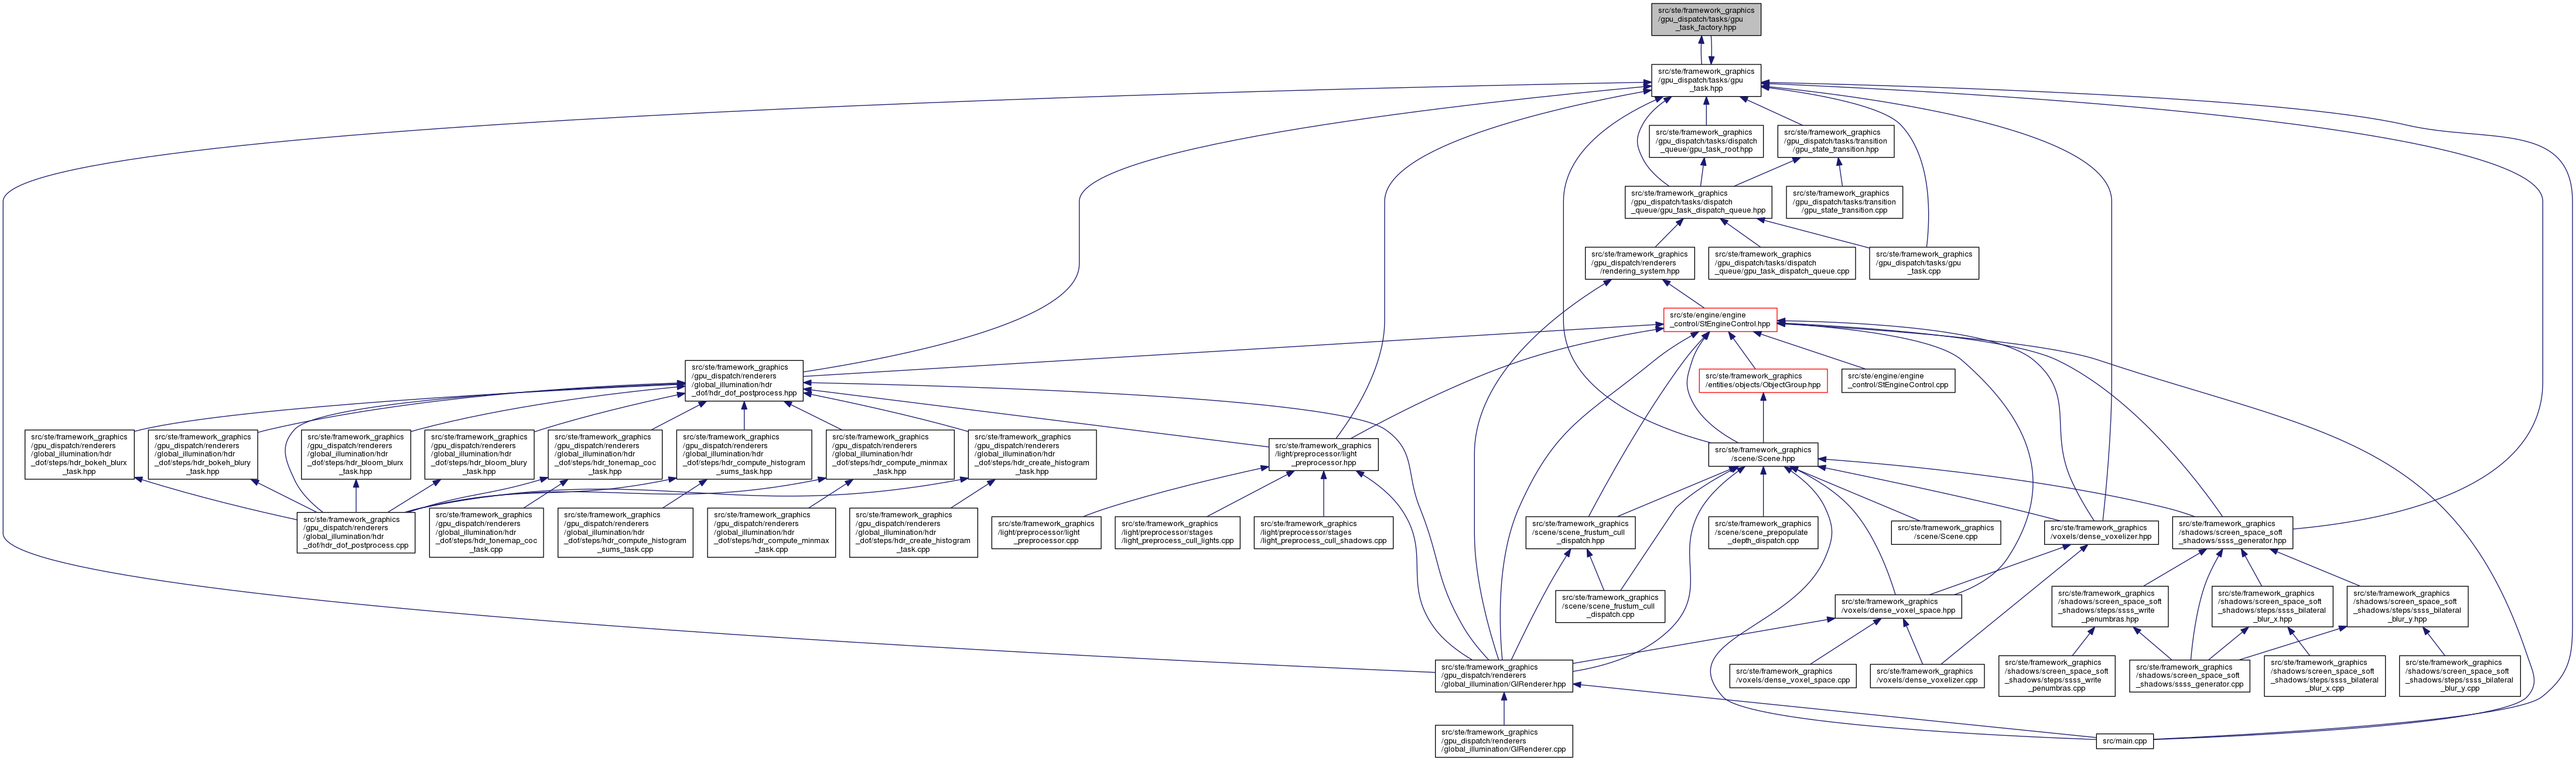 src/ste/framework_graphics
/gpu_dispatch/tasks/gpu
_task_factory.hpp
src/ste/framework_graphics
/gpu_dispatch/tasks/gpu
_task.hpp
src/ste/framework_graphics
/gpu_dispatch/tasks/dispatch
_queue/gpu_task_root.hpp
src/ste/framework_graphics
/gpu_dispatch/tasks/transition
/gpu_state_transition.hpp
src/ste/framework_graphics
/gpu_dispatch/tasks/dispatch
_queue/gpu_task_dispatch_queue.hpp
src/ste/framework_graphics
/gpu_dispatch/tasks/transition
/gpu_state_transition.cpp
src/ste/framework_graphics
/gpu_dispatch/renderers
/rendering_system.hpp
src/ste/framework_graphics
/gpu_dispatch/tasks/dispatch
_queue/gpu_task_dispatch_queue.cpp
src/ste/framework_graphics
/gpu_dispatch/tasks/gpu
_task.cpp
src/ste/engine/engine
_control/StEngineControl.hpp
src/ste/framework_graphics
/gpu_dispatch/renderers
/global_illumination/hdr
_dof/hdr_dof_postprocess.hpp
src/ste/framework_graphics
/entities/objects/ObjectGroup.hpp
src/ste/engine/engine
_control/StEngineControl.cpp
src/ste/framework_graphics
/gpu_dispatch/renderers
/global_illumination/hdr
_dof/steps/hdr_bokeh_blurx
_task.hpp
src/ste/framework_graphics
/gpu_dispatch/renderers
/global_illumination/hdr
_dof/steps/hdr_bokeh_blury
_task.hpp
src/ste/framework_graphics
/gpu_dispatch/renderers
/global_illumination/hdr
_dof/steps/hdr_bloom_blurx
_task.hpp
src/ste/framework_graphics
/gpu_dispatch/renderers
/global_illumination/hdr
_dof/steps/hdr_bloom_blury
_task.hpp
src/ste/framework_graphics
/gpu_dispatch/renderers
/global_illumination/hdr
_dof/steps/hdr_tonemap_coc
_task.hpp
src/ste/framework_graphics
/gpu_dispatch/renderers
/global_illumination/hdr
_dof/steps/hdr_compute_histogram
_sums_task.hpp
src/ste/framework_graphics
/gpu_dispatch/renderers
/global_illumination/hdr
_dof/steps/hdr_compute_minmax
_task.hpp
src/ste/framework_graphics
/gpu_dispatch/renderers
/global_illumination/hdr
_dof/steps/hdr_create_histogram
_task.hpp
src/ste/framework_graphics
/light/preprocessor/light
_preprocessor.hpp
src/ste/framework_graphics
/scene/Scene.hpp
src/ste/framework_graphics
/gpu_dispatch/renderers
/global_illumination/hdr
_dof/hdr_dof_postprocess.cpp
src/ste/framework_graphics
/gpu_dispatch/renderers
/global_illumination/hdr
_dof/steps/hdr_tonemap_coc
_task.cpp
src/ste/framework_graphics
/gpu_dispatch/renderers
/global_illumination/hdr
_dof/steps/hdr_compute_histogram
_sums_task.cpp
src/ste/framework_graphics
/gpu_dispatch/renderers
/global_illumination/hdr
_dof/steps/hdr_compute_minmax
_task.cpp
src/ste/framework_graphics
/gpu_dispatch/renderers
/global_illumination/hdr
_dof/steps/hdr_create_histogram
_task.cpp
src/ste/framework_graphics
/light/preprocessor/light
_preprocessor.cpp
src/ste/framework_graphics
/light/preprocessor/stages
/light_preprocess_cull_lights.cpp
src/ste/framework_graphics
/light/preprocessor/stages
/light_preprocess_cull_shadows.cpp
src/ste/framework_graphics
/scene/scene_frustum_cull
_dispatch.hpp
src/ste/framework_graphics
/scene/scene_prepopulate
_depth_dispatch.cpp
src/ste/framework_graphics
/scene/Scene.cpp
src/ste/framework_graphics
/voxels/dense_voxelizer.hpp
src/ste/framework_graphics
/shadows/screen_space_soft
_shadows/ssss_generator.hpp
src/ste/framework_graphics
/scene/scene_frustum_cull
_dispatch.cpp
src/ste/framework_graphics
/voxels/dense_voxel_space.hpp
src/ste/framework_graphics
/shadows/screen_space_soft
_shadows/steps/ssss_write
_penumbras.hpp
src/ste/framework_graphics
/shadows/screen_space_soft
_shadows/steps/ssss_bilateral
_blur_x.hpp
src/ste/framework_graphics
/shadows/screen_space_soft
_shadows/steps/ssss_bilateral
_blur_y.hpp
src/ste/framework_graphics
/gpu_dispatch/renderers
/global_illumination/GIRenderer.hpp
src/ste/framework_graphics
/voxels/dense_voxel_space.cpp
src/ste/framework_graphics
/voxels/dense_voxelizer.cpp
src/ste/framework_graphics
/shadows/screen_space_soft
_shadows/steps/ssss_write
_penumbras.cpp
src/ste/framework_graphics
/shadows/screen_space_soft
_shadows/ssss_generator.cpp
src/ste/framework_graphics
/shadows/screen_space_soft
_shadows/steps/ssss_bilateral
_blur_x.cpp
src/ste/framework_graphics
/shadows/screen_space_soft
_shadows/steps/ssss_bilateral
_blur_y.cpp
src/ste/framework_graphics
/gpu_dispatch/renderers
/global_illumination/GIRenderer.cpp
src/main.cpp